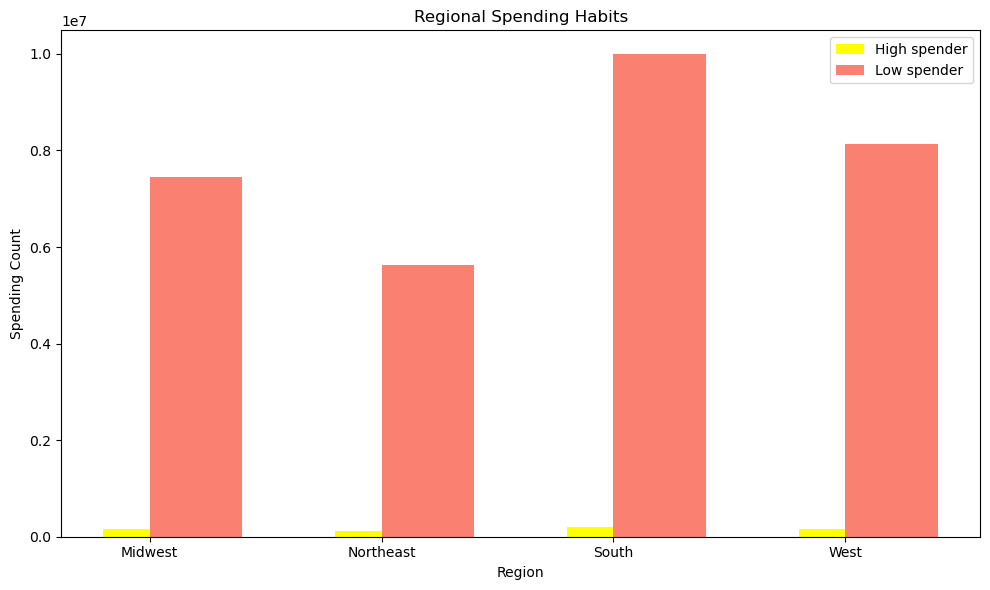 Regional Spending Habits
1e7
High spender
Low spender
1.0
0.8
0.6
0.4
0.2
0.0
Spending Count
Midwest
Northeast
South
West
Region